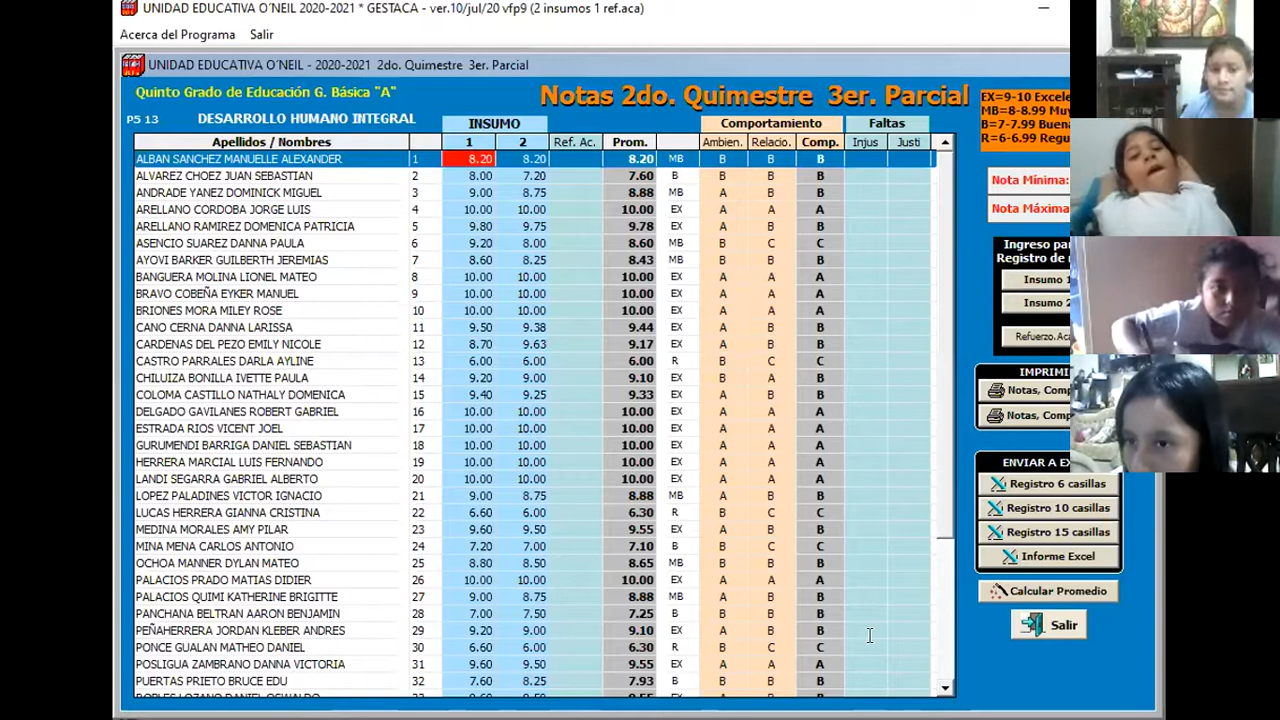 UNIDAD EDUCATIVA O´NEIL 2020-2021 * GESTACA - ver.10/jul/20 vfp9 (2 insumos 1 ref.aca)
Acerca del Programa Salir
UNIDAD EDUCATIVA O´NEIL - 2020-2021 2do. Quimestre 3er. Parcial
Quinto Grado de Educación G. Básica "A"
Notas 2do. Quimestre 3er. Parcial
P5 13 DESARROLLO HUMANO INTEGRAL
INSUMO Comportamiento Faltas
Apellidos / Nombres 1 2 Ref. Ac. Prom. Ambien. Relacio. Comp. Injus Justi
ALBAN SANCHEZ MANUELLE ALEXANDER 1 8.20 8.20 8.20 MB B B B
ALVAREZ CHOEZ JUAN SEBASTIAN 2 8.00 7.20 7.60 B B B B
ANDRADE YANEZ DOMINICK MIGUEL 3 9.00 8.75 8.88 MB A B B
ARELLANO CORDOBA JORGE LUIS 4 10.00 10.00 10.00 EX A A A
ARELLANO RAMIREZ DOMENICA PATRICIA 5 9.80 9.75 9.78 EX A B B
ASENCIO SUAREZ DANNA PAULA 6 9.20 8.00 8.60 MB B C C
AYOVI BARKER GUILBERTH JEREMIAS 7 8.60 8.25 8.43 MB B B B
BANGUERA MOLINA LIONEL MATEO 8 10.00 10.00 10.00 EX A A A
BRAVO COBEÑA EYKER MANUEL 9 10.00 10.00 10.00 EX A A A
BRIONES MORA MILEY ROSE 10 10.00 10.00 10.00 EX A A A
CANO CERNA DANNA LARISSA 11 9.50 9.38 9.44 EX A B B
CARDENAS DEL PEZO EMILY NICOLE 12 8.70 9.63 9.17 EX A B B
CASTRO PARRALES DARLA AYLINE 13 6.00 6.00 6.00 R B C C
CHILUIZA BONILLA IVETTE PAULA 14 9.20 9.00 9.10 EX B A B
COLOMA CASTILLO NATHALY DOMENICA 15 9.40 9.25 9.33 EX A B B
DELGADO GAVILANES ROBERT GABRIEL 16 10.00 10.00 10.00 EX A A A
ESTRADA RIOS VICENT JOEL 17 10.00 10.00 10.00 EX A A A
GURUMENDI BARRIGA DANIEL SEBASTIAN 18 10.00 10.00 10.00 EX A A A
HERRERA MARCIAL LUIS FERNANDO 19 10.00 10.00 10.00 EX A A A
LANDI SEGARRA GABRIEL ALBERTO 20 10.00 10.00 10.00 EX A A A
LOPEZ PALADINES VICTOR IGNACIO 21 9.00 8.75 8.88 MB A B B
LUCAS HERRERA GIANNA CRISTINA 22 6.60 6.00 6.30 R B C C
MEDINA MORALES AMY PILAR 23 9.60 9.50 9.55 EX A B B
MINA MENA CARLOS ANTONIO 24 7.20 7.00 7.10 B B C C
OCHOA MANNER DYLAN MATEO 25 8.80 8.50 8.65 MB B B B
PALACIOS PRADO MATIAS DIDIER 26 10.00 10.00 10.00 EX A A A
PALACIOS QUIMI KATHERINE BRIGITTE 27 9.00 8.75 8.88 MB A B B
PANCHANA BELTRAN AARON BENJAMIN 28 7.00 7.50 7.25 B B B B
PEÑAHERRERA JORDAN KLEBER ANDRES 29 9.20 9.00 9.10 EX A B B
PONCE GUALAN MATHEO DANIEL 30 6.60 6.00 6.30 R B C C
POSLIGUA ZAMBRANO DANNA VICTORIA 31 9.60 9.50 9.55 EX A A A
PUERTAS PRIETO BRUCE EDU 32 7.60 8.25 7.93 B B B B
EX=9-10
MB=8-8.99
B=7-7.99
R=6-6.99
Nota Mínima:
Nota
Ingreso
Registro de
Insumo
Insumo
Notas,
Notas,
ENVIAR A
Registro 6 casillas
Registro 10 casillas
Registro 15 casillas
Informe Excel
Calcular Promedio
Salir